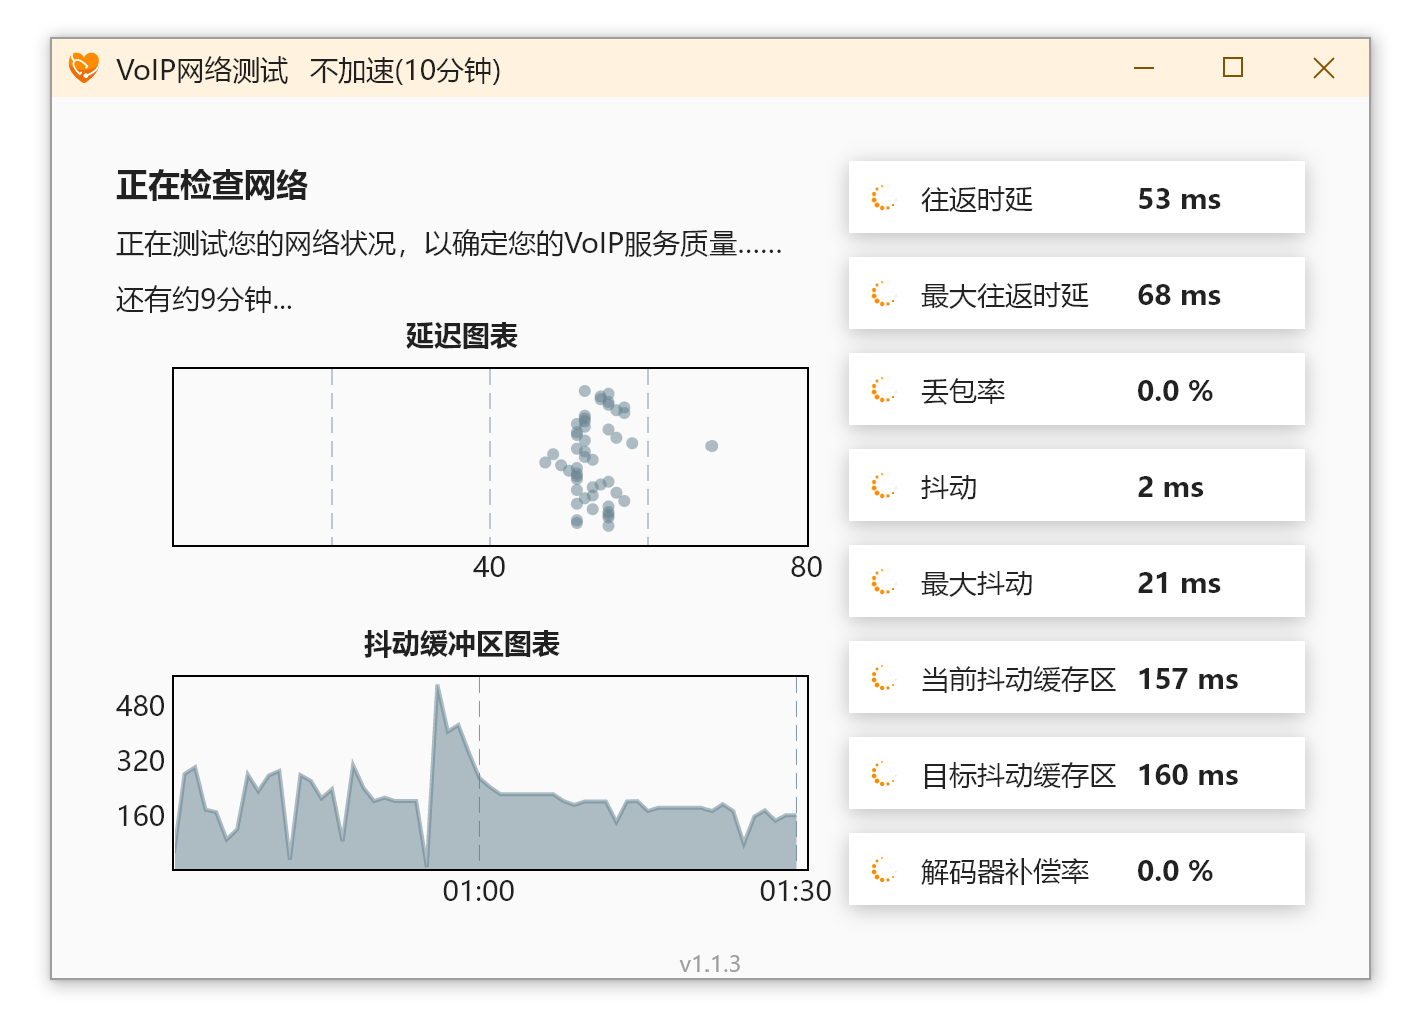 VoIP网络测试 不加速(10分钟)
正在检查网络
正在测试您的网络状况，以确定您的VoIP服务质量......
还有约9分钟...
延迟图表
40
80
抖动缓冲区图表
480
320
160
01:00
01:30
往返时延 53 ms
最大往返时延 68 ms
丢包率 0.0 %
抖动 2 ms
最大抖动 21 ms
当前抖动缓存区 157 ms
目标抖动缓存区 160 ms
解码器补偿率 0.0 %
v1.1.3